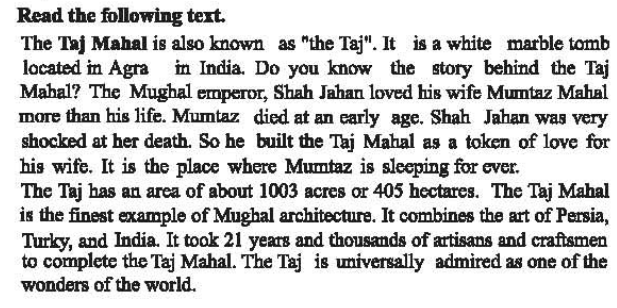 Read the following text.
The Taj Mahal is also known as "the Taj". It is a white marble tomb
located in Agra in India. Do you know the story behind the Taj
Mahal? The Mughal emperor, Shah Jahan loved his wife Mumtaz Mahal
more than his life. Mumtaz died at an early age. Shah Jahan was very
shocked at her death. So he built the Taj Mahal as a token of love for
his wife. It is the place where Mumtaz is sleeping for ever.
The Taj has an area of about 1003 acres or 405 hectares. The Taj Mahal
is the finest example of Mughal architecture. It combines the art of Persia,
Turky, and India. It took 21 years and thousands of artisans and craftsmen
to complete the Taj Mahal. The Taj is universally admired as one of the
wonders of the world.